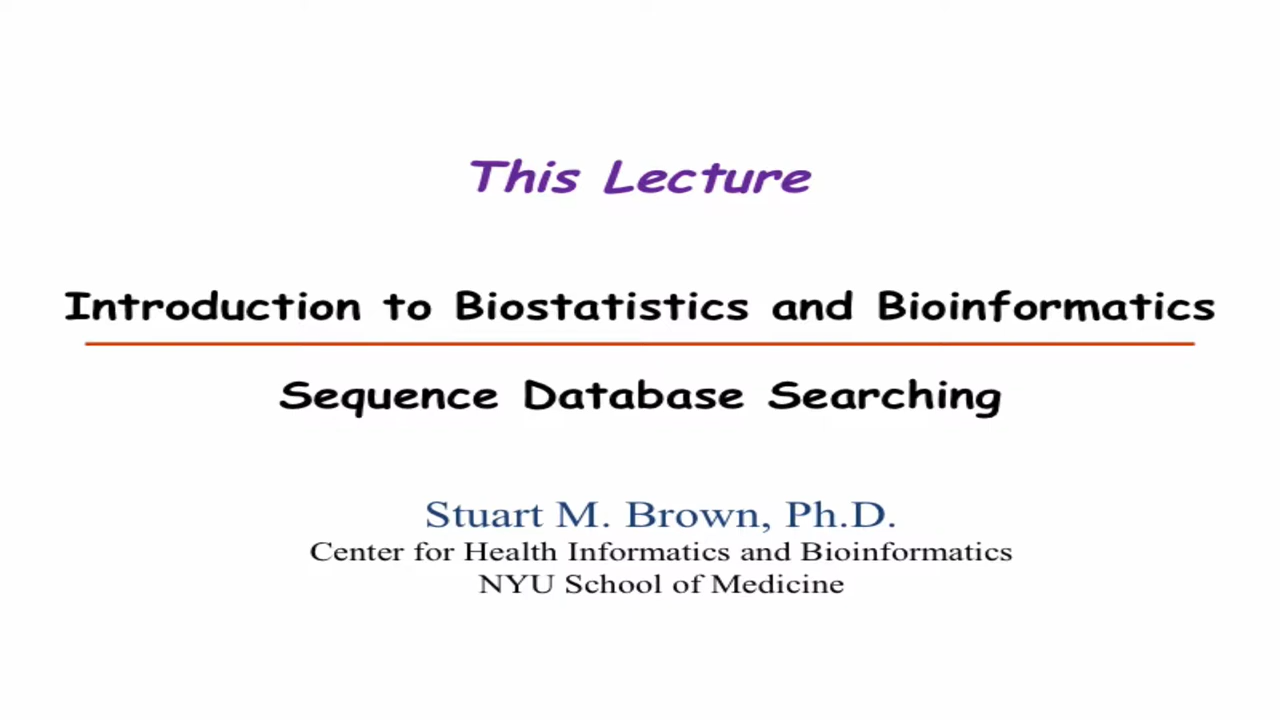 This Lecture
Introduction to Biostatistics and Bioinformatics
Sequence Database Searching
Stuart M. Brown, Ph.D.
Center for Health Informatics and Bioinformatics
NYU School of Medicine